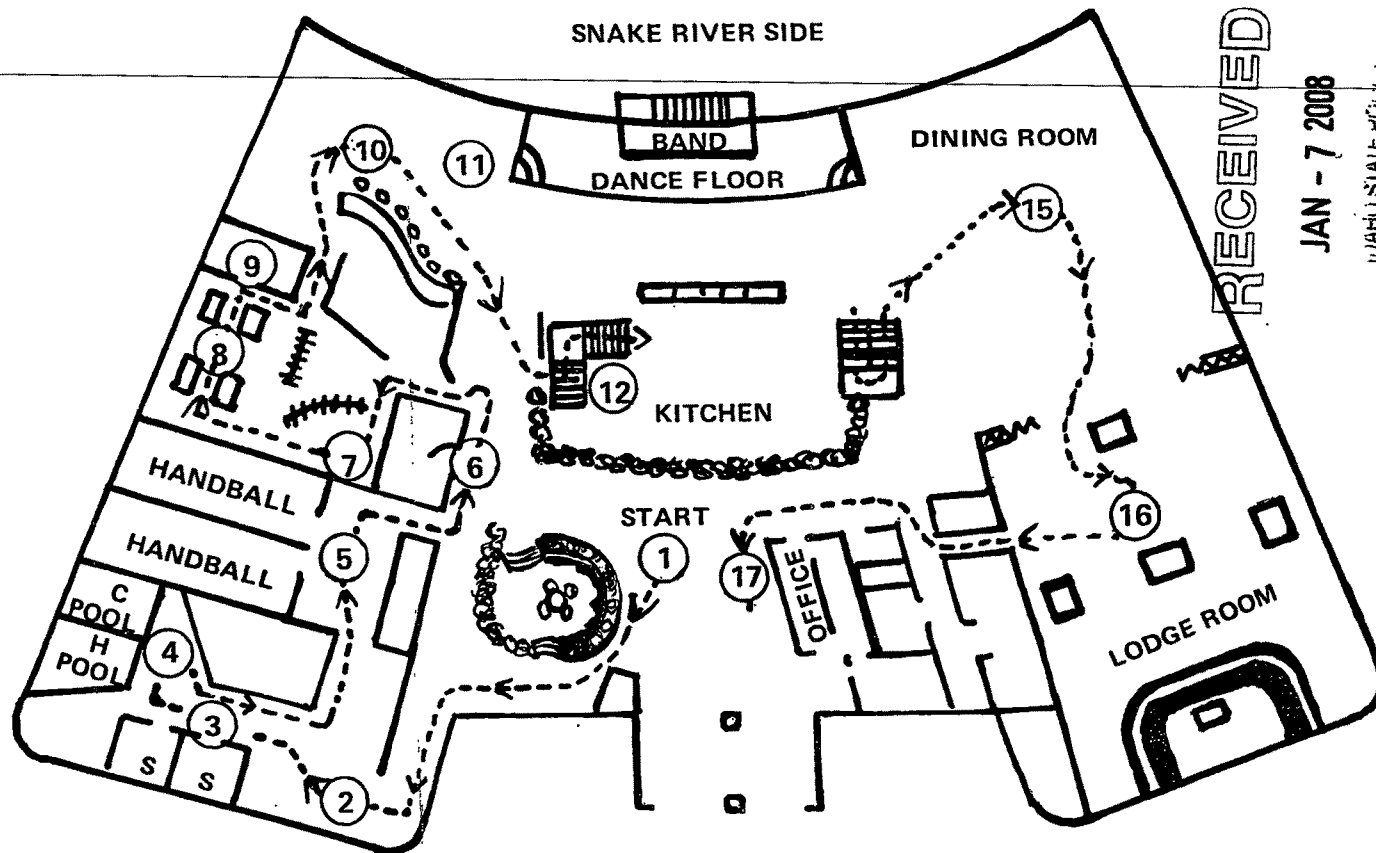 SNAKE RIVER SIDE
RECEIVED
JAN - 7 2008
BAND
DANCE FLOOR
DINING ROOM
10
11
15
9
8
12
KITCHEN
7
6
HANDBALL
START
16
5
1
17
OFFICE
HANDBALL
C
POOL
H
POOL
4
LODGE ROOM
3
S
S
2